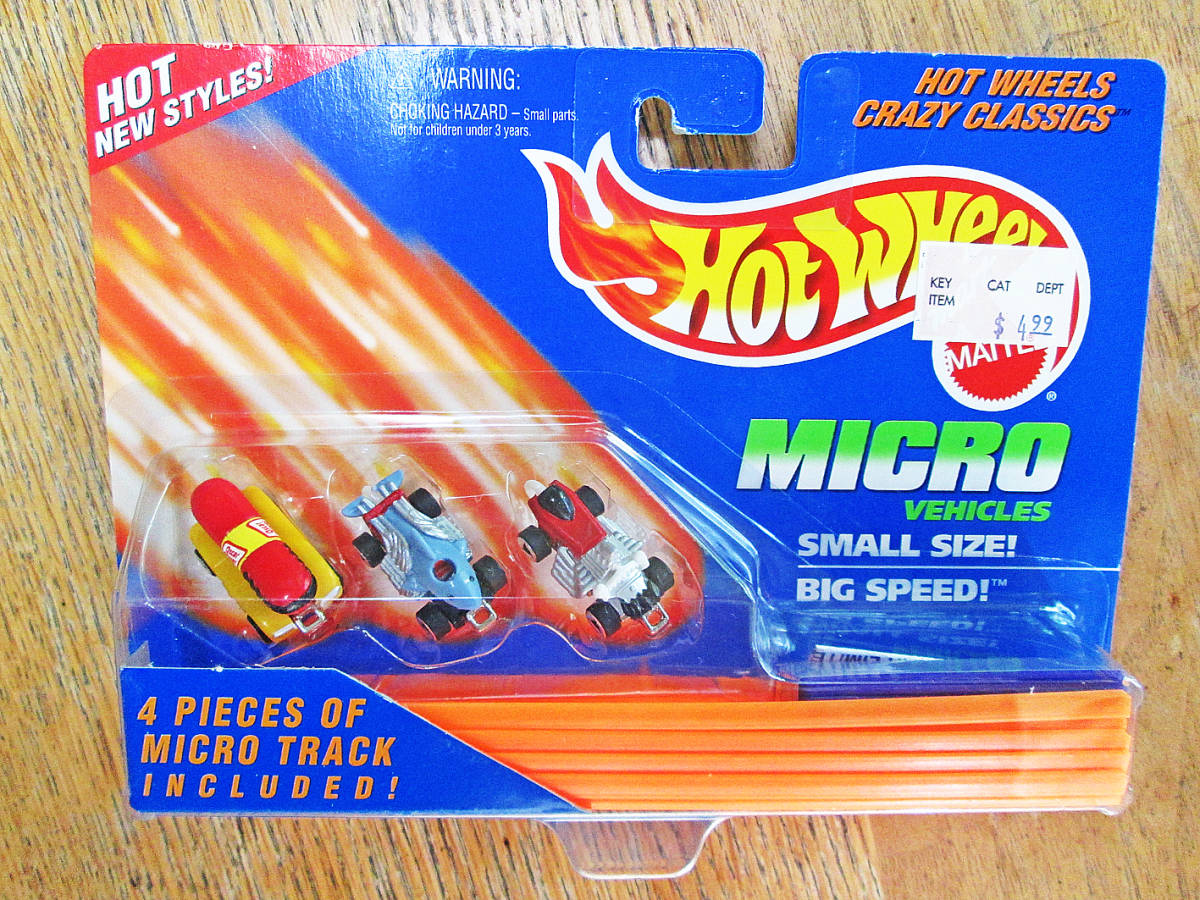 HOT
NEW STYLES!
WARNING:
CHOKING HAZARD – Small parts.
Not for children under 3 years.
HOT WHEELS
CRAZY CLASSICS™
Hot Wheel
KEY CAT DEPT
ITEM
$ 4.99
MATTE
®
MICRO
VEHICLES
SMALL SIZE!
BIG SPEED!™
4 PIECES OF
MICRO TRACK
INCLUDED!